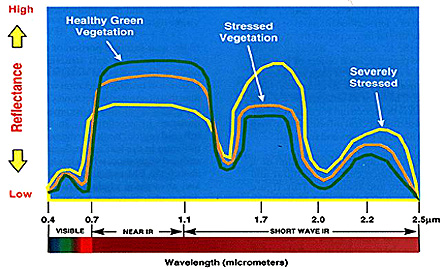 High
Reflectance
Low
Healthy Green
Vegetation
Stressed
Vegetation
Severely
Stressed
0.4
0.7
1.1
1.7
2.0
2.2
2.5µm
VISIBLE
NEAR IR
SHORT WAVE IR
Wavelength (micrometers)